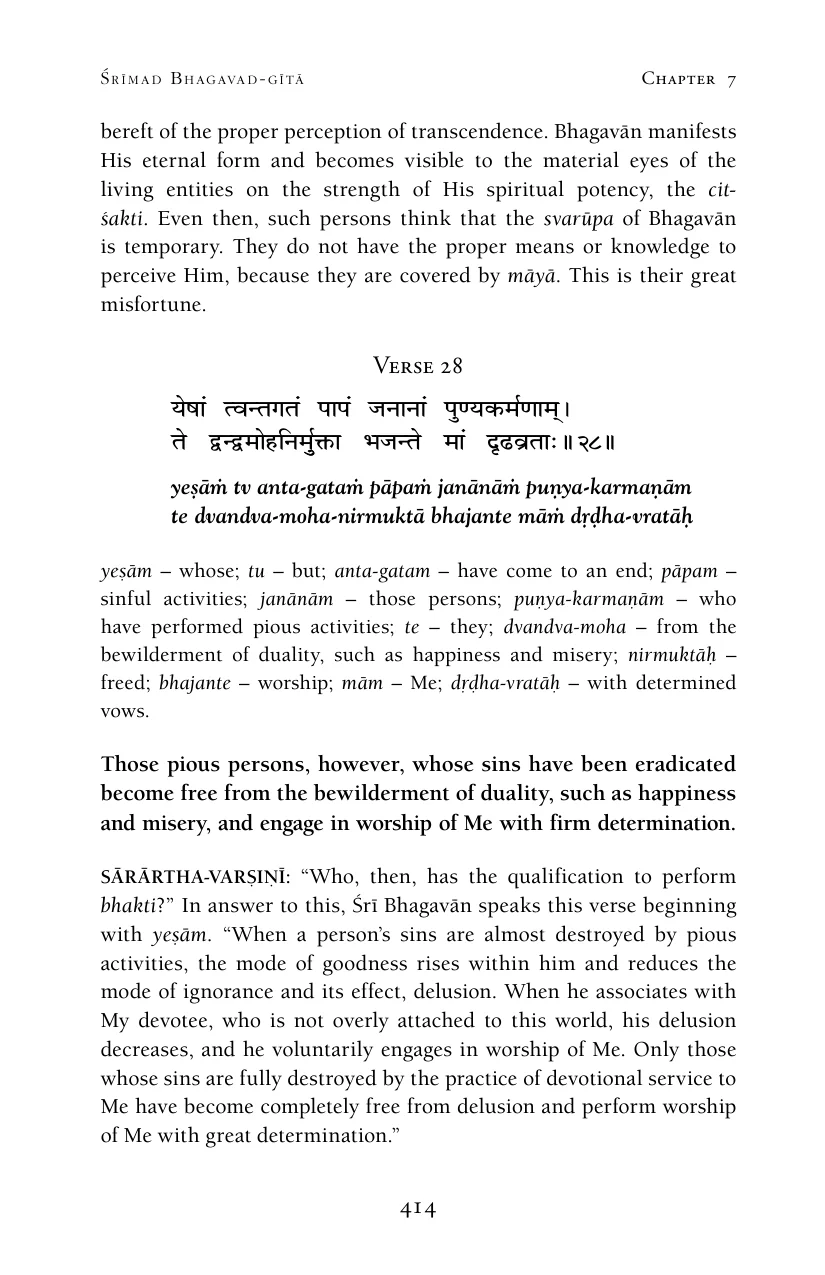 Śrīmad Bhagavad-gītā Chapter 7
bereft of the proper perception of transcendence. Bhagavān manifests
His eternal form and becomes visible to the material eyes of the
living entities on the strength of His spiritual potency, the cit-
śakti. Even then, such persons think that the svarūpa of Bhagavān
is temporary. They do not have the proper means or knowledge to
perceive Him, because they are covered by māyā. This is their great
misfortune.
Verse 28
येषां त्वन्तगतं पापं जनानां पुण्यकर्मणाम्।
ते द्वन्द्वमोहनिर्मुक्ता भजन्ते मां दृढव्रताः॥२८॥
yeṣāṁ tv anta-gataṁ pāpaṁ janānāṁ puṇya-karmaṇām
te dvandva-moha-nirmuktā bhajante māṁ dṛḍha-vratāḥ
yeṣām – whose; tu – but; anta-gatam – have come to an end; pāpam –
sinful activities; janānām – those persons; puṇya-karmaṇām – who
have performed pious activities; te – they; dvandva-moha – from the
bewilderment of duality, such as happiness and misery; nirmuktāḥ –
freed; bhajante – worship; mām – Me; dṛḍha-vratāḥ – with determined
vows.
Those pious persons, however, whose sins have been eradicated
become free from the bewilderment of duality, such as happiness
and misery, and engage in worship of Me with firm determination.
SĀRĀRTHA-VARṢIṆĪ: “Who, then, has the qualification to perform
bhakti?” In answer to this, Śrī Bhagavān speaks this verse beginning
with yeṣām. “When a person’s sins are almost destroyed by pious
activities, the mode of goodness rises within him and reduces the
mode of ignorance and its effect, delusion. When he associates with
My devotee, who is not overly attached to this world, his delusion
decreases, and he voluntarily engages in worship of Me. Only those
whose sins are fully destroyed by the practice of devotional service to
Me have become completely free from delusion and perform worship
of Me with great determination.”
414